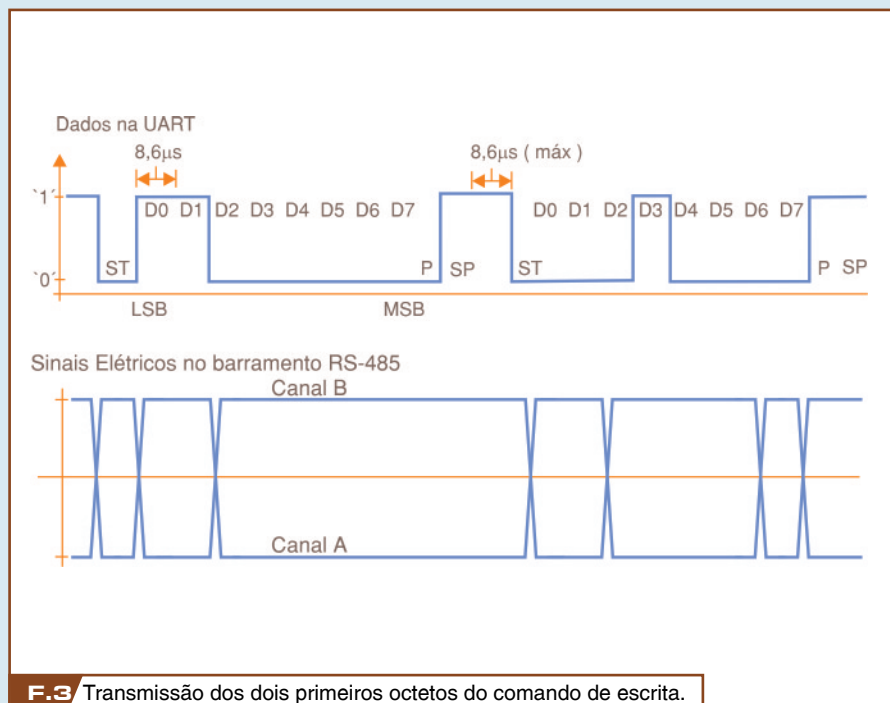 Dados na UART
8,6µs
8,6µs ( máx )
`1´
D0 D1 D2 D3 D4 D5 D6 D7
D0 D1 D2 D3 D4 D5 D6 D7
ST
P SP
ST
P SP
`0´
LSB
MSB
Sinais Elétricos no barramento RS-485
Canal B
Canal A
F.3 Transmissão dos dois primeiros octetos do comando de escrita.